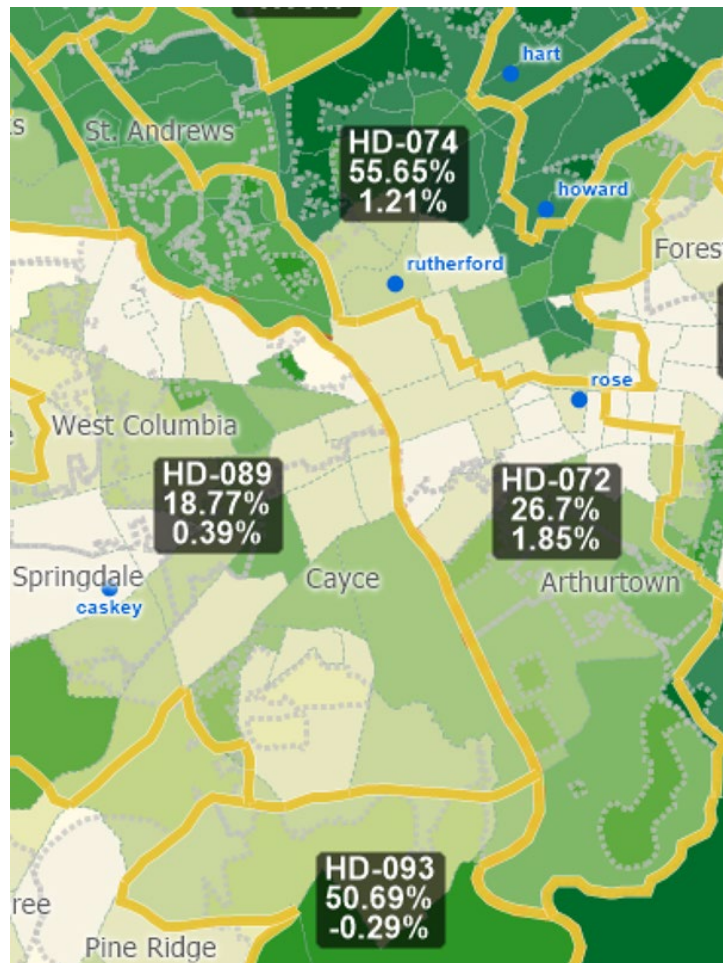 hart
St. Andrews
HD-074
55.65%
1.21%
howard
rutherford
rose
West Columbia
HD-089
18.77%
0.39%
HD-072
26.7%
1.85%
Springdale
caskey
Cayce
Arthurtown
HD-093
50.69%
-0.29%
Pine Ridge